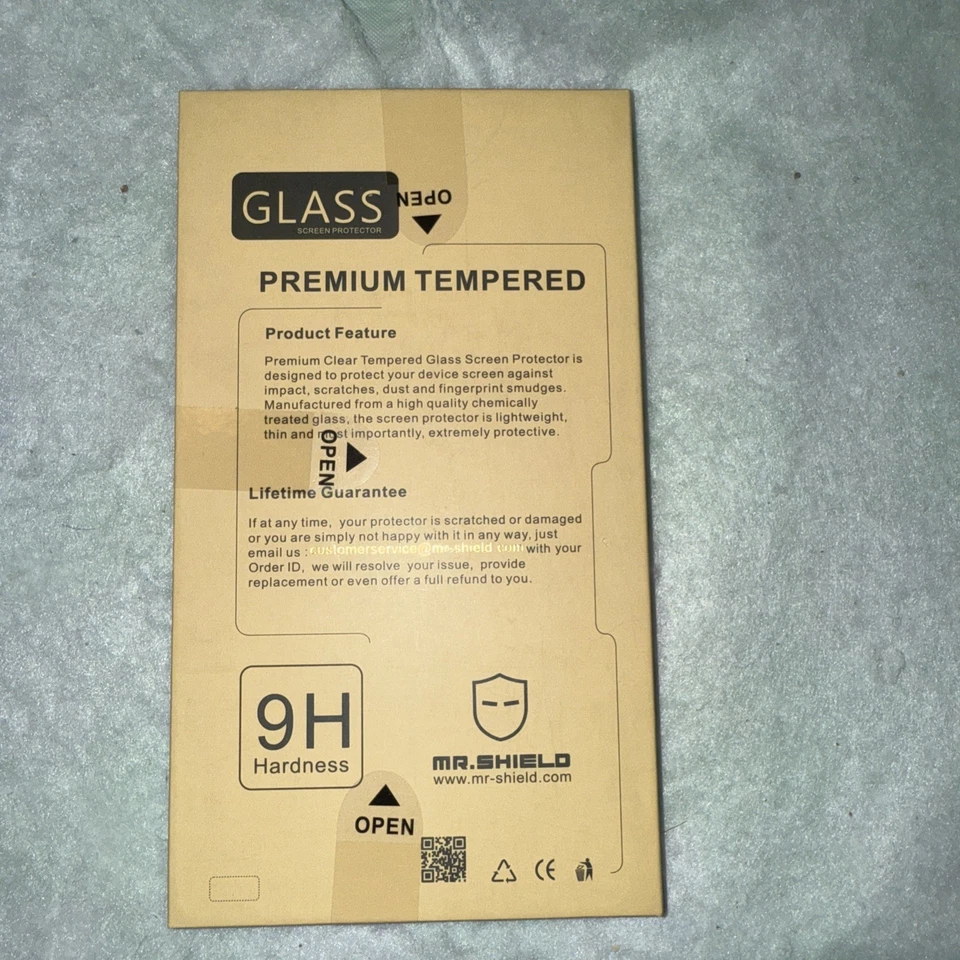 GLASS
SCREEN PROTECTOR
OPEN
PREMIUM TEMPERED
Product Feature
Premium Clear Tempered Glass Screen Protector is
designed to protect your device screen against
impact, scratches, dust and fingerprint smudges.
Manufactured from a high quality chemically
treated glass, the screen protector is lightweight,
thin and most importantly, extremely protective.
OPEN
Lifetime Guarantee
If at any time, your protector is scratched or damaged
or you are simply not happy with it in any way, just
email us : customerservice@mr-shield.com with your
Order ID, we will resolve your issue, provide
replacement or even offer a full refund to you.
9H
Hardness
MR.SHIELD
www.mr-shield.com
OPEN
CE